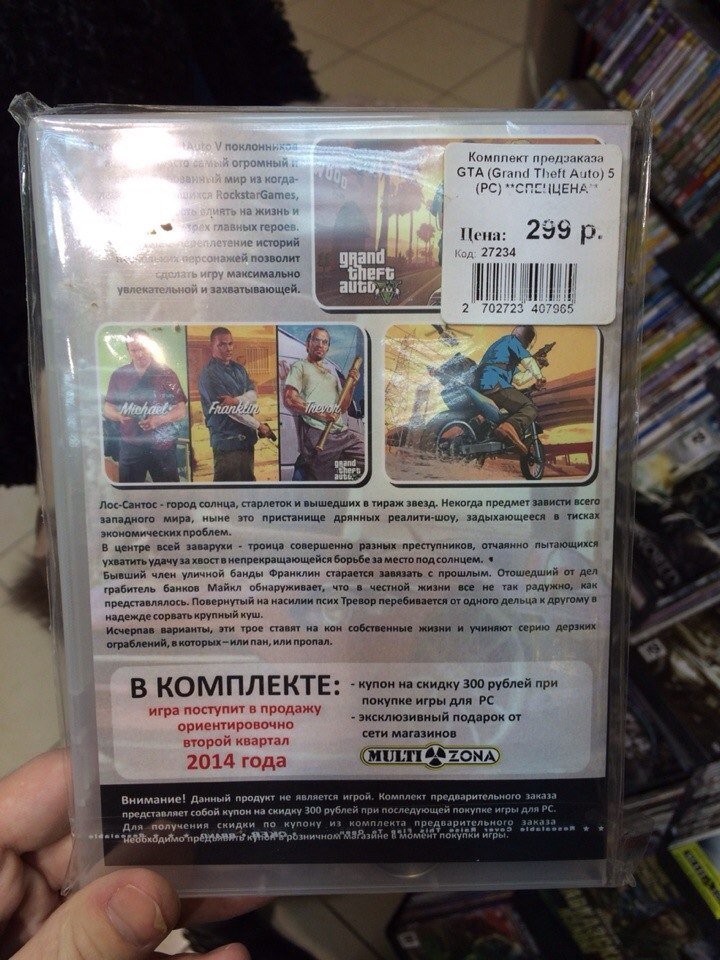 Auto V поклонников
самый огромный и
мир из когда-
RockstarGames,
влиять на жизнь и
трех главных героев.
переплетение историй
персонажей позволит
сделать игру максимально
увлекательной и захватывающей.
grand
theft
auto
Комплект предзаказа
GTA (Grand Theft Auto) 5
(PC) **СПЕЦЦЕНА**
Цена: 299 р.
Код: 27234
2 702723 407965
Michael
Franklin
Trevor
grand
theft
auto
Лос-Сантос - город солнца, старлеток и вышедших в тираж звезд. Некогда предмет зависти всего
западного мира, ныне это пристанище дрянных реалити-шоу, задыхающееся в тисках
экономических проблем.
В центре всей заварухи - троица совершенно разных преступников, отчаянно пытающихся
ухватить удачу за хвост в непрекращающейся борьбе за место под солнцем.
Бывший член уличной банды Франклин старается завязать с прошлым. Отошедший от дел
грабитель банков Майкл обнаруживает, что в честной жизни все не так радужно, как
представлялось. Повернутый на насилии псих Тревор перебивается от одного дельца к другому в
надежде сорвать крупный куш.
Исчерпав варианты, эти трое ставят на кон собственные жизни и учиняют серию дерзких
ограблений, в которых – или пан, или пропал.
В КОМПЛЕКТЕ:
игра поступит в продажу
ориентировочно
второй квартал
2014 года
- купон на скидку 300 рублей при
покупке игры для PC
- эксклюзивный подарок от
сети магазинов
MULTI ZONA
Внимание! Данный продукт не является игрой. Комплект предварительного заказа
представляет собой купон на скидку 300 рублей при последующей покупке игры для PC.
Для получения скидки по купону из комплекта предварительного заказа
необходимо предъявить купон в розничном магазине в момент покупки игры.